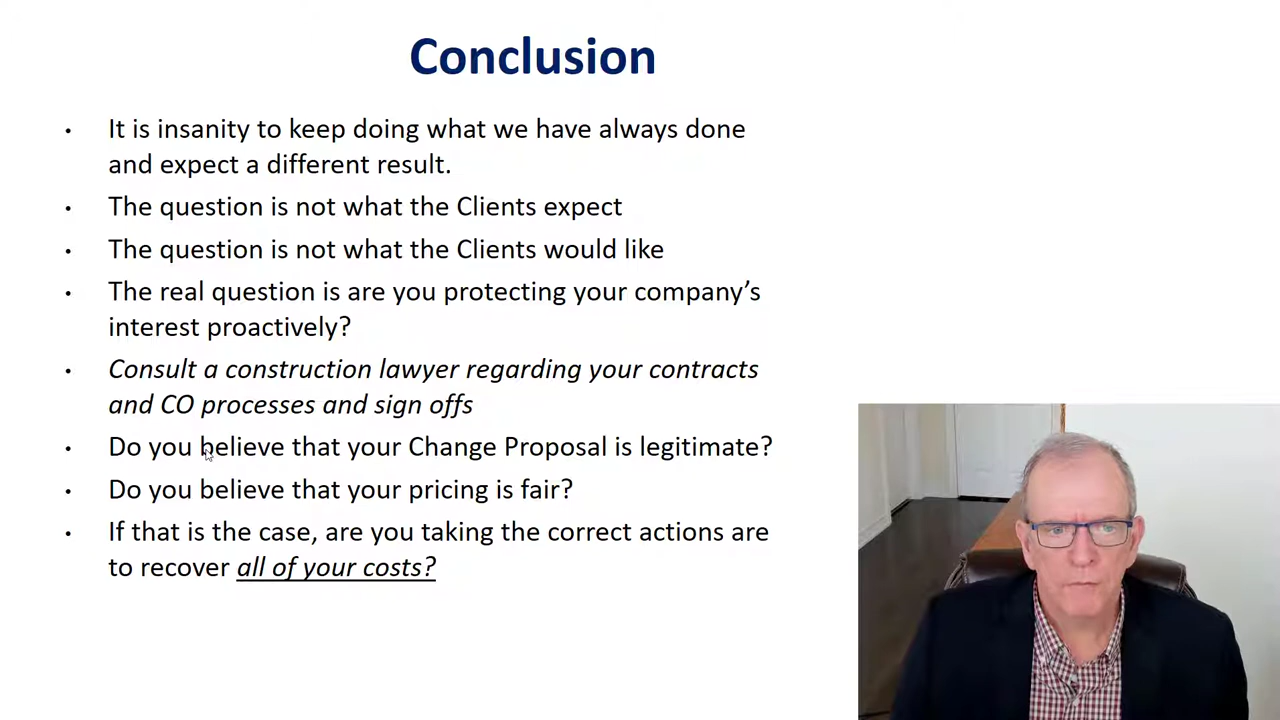 Conclusion
• It is insanity to keep doing what we have always done
and expect a different result.
• The question is not what the Clients expect
• The question is not what the Clients would like
• The real question is are you protecting your company’s
interest proactively?
• Consult a construction lawyer regarding your contracts
and CO processes and sign offs
• Do you believe that your Change Proposal is legitimate?
• Do you believe that your pricing is fair?
• If that is the case, are you taking the correct actions are
to recover all of your costs?